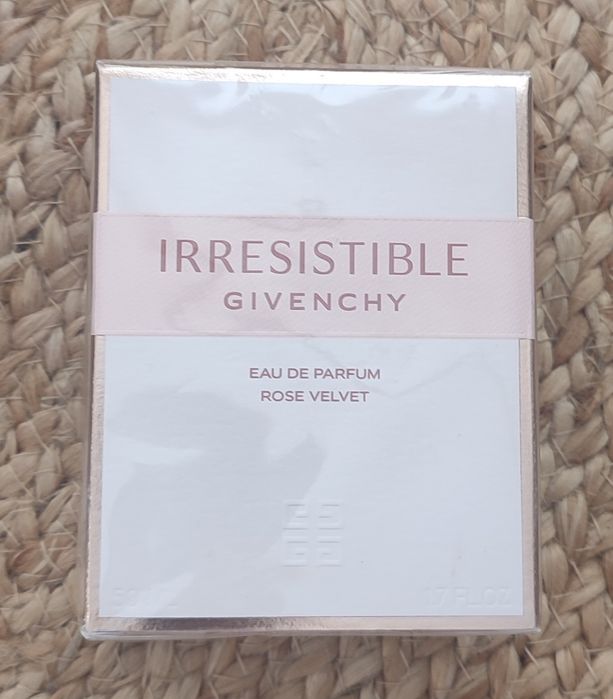 IRRESISTIBLE
GIVENCHY
EAU DE PARFUM
ROSE VELVET
1.7 FL.OZ